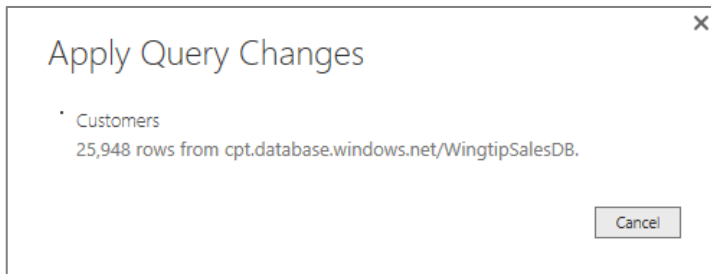 Apply Query Changes
Customers
25,948 rows from cpt.database.windows.net/WingtipSalesDB.
Cancel